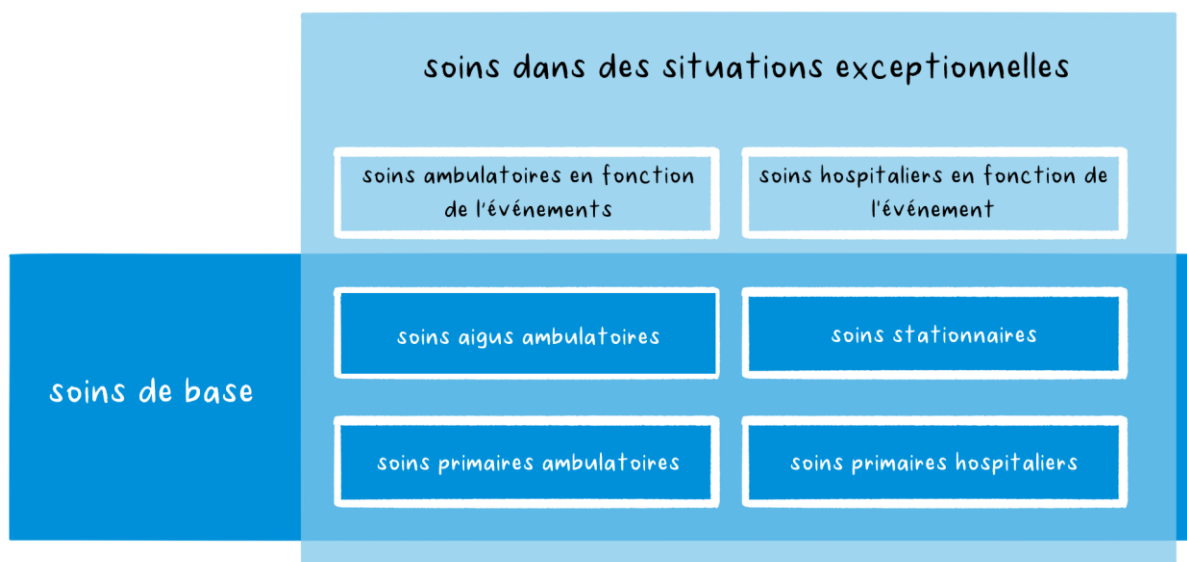 soins dans des situations exceptionnelles
soins ambulatoires en fonction
de l'événements
soins hospitaliers en fonction de
l'événement
soins de base
soins aigus ambulatoires
soins stationnaires
soins primaires ambulatoires
soins primaires hospitaliers